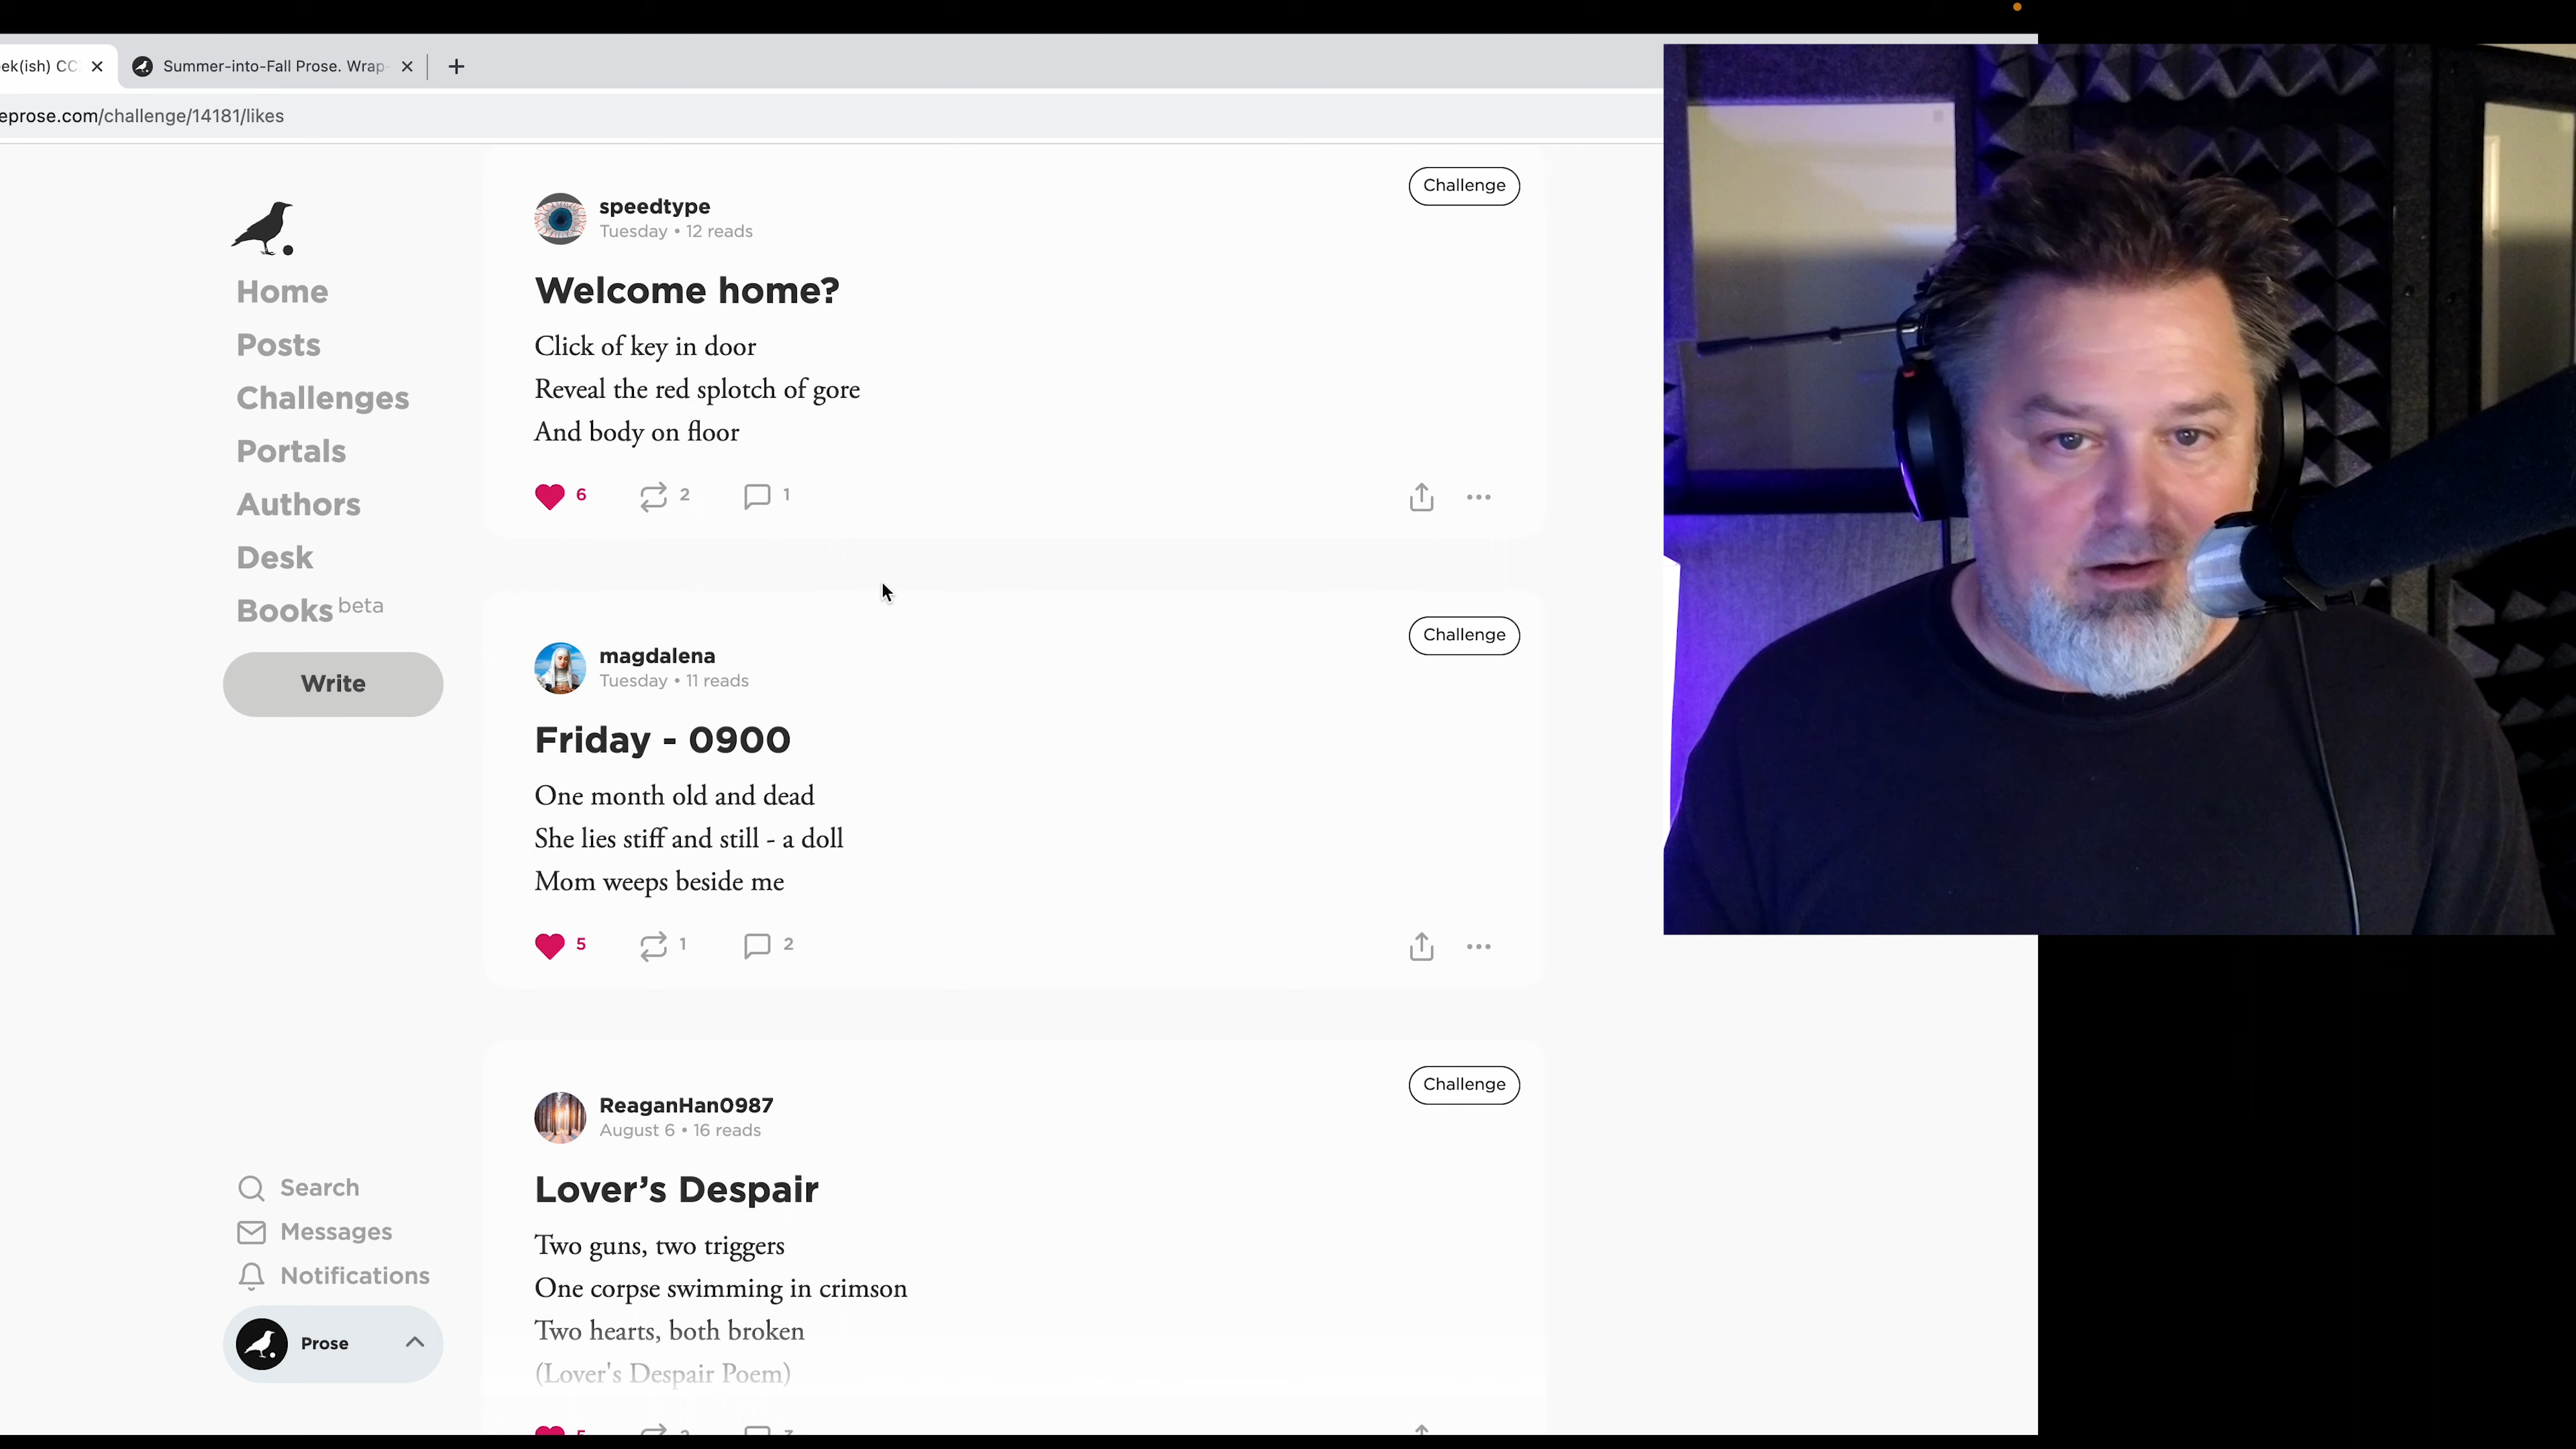 ek(ish) CC
Summer-into-Fall Prose. Wrap-
eprose.com/challenge/14181/likes
Home
Posts
Challenges
Portals
Authors
Desk
Books beta
Write
Search
Messages
Notifications
Prose
speedtype
Tuesday • 12 reads
Challenge
Welcome home?
Click of key in door
Reveal the red splotch of gore
And body on floor
6 2 1
magdalena
Tuesday • 11 reads
Challenge
Friday - 0900
One month old and dead
She lies stiff and still - a doll
Mom weeps beside me
5 1 2
ReaganHan0987
August 6 • 16 reads
Challenge
Lover’s Despair
Two guns, two triggers
One corpse swimming in crimson
Two hearts, both broken
(Lover's Despair Poem)